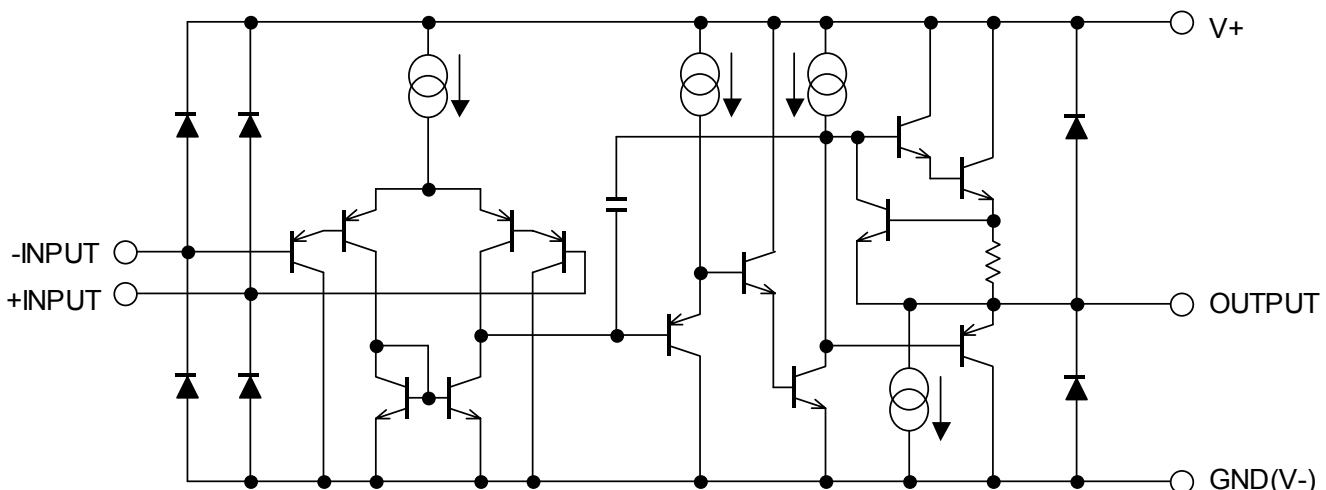 V+
-INPUT
+INPUT
OUTPUT
GND(V-)